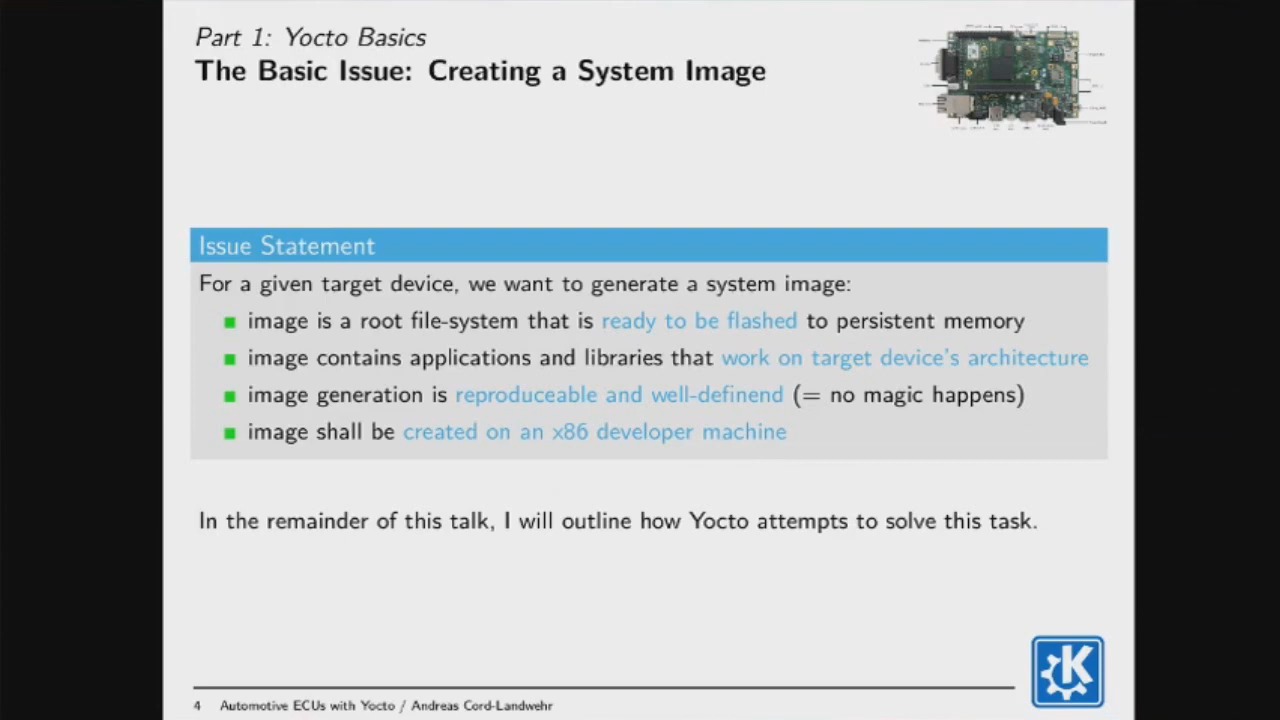 Part 1: Yocto Basics
The Basic Issue: Creating a System Image
Issue Statement
For a given target device, we want to generate a system image:
image is a root file-system that is ready to be flashed to persistent memory
image contains applications and libraries that work on target device's architecture
image generation is reproduceable and well-definend (= no magic happens)
image shall be created on an x86 developer machine
In the remainder of this talk, I will outline how Yocto attempts to solve this task.
4 Automotive ECUs with Yocto / Andreas Cord-Landwehr